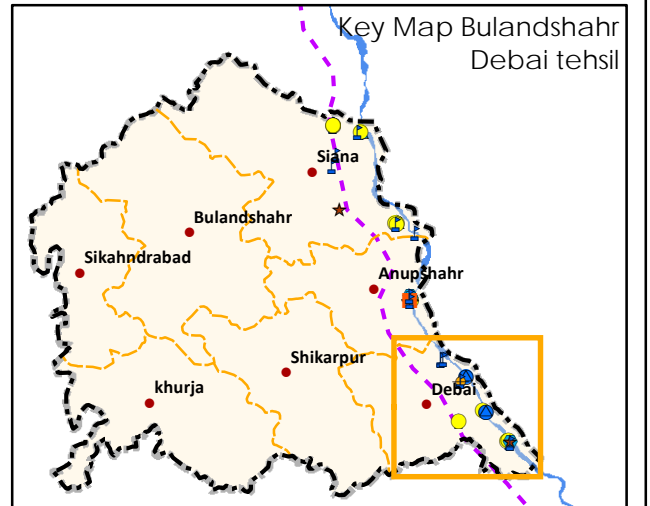 Key Map Bulandshahr
Debai tehsil
Siana
Bulandshahr
Sikahndrabad
Anupshahr
Shikarpur
Debai
khurja